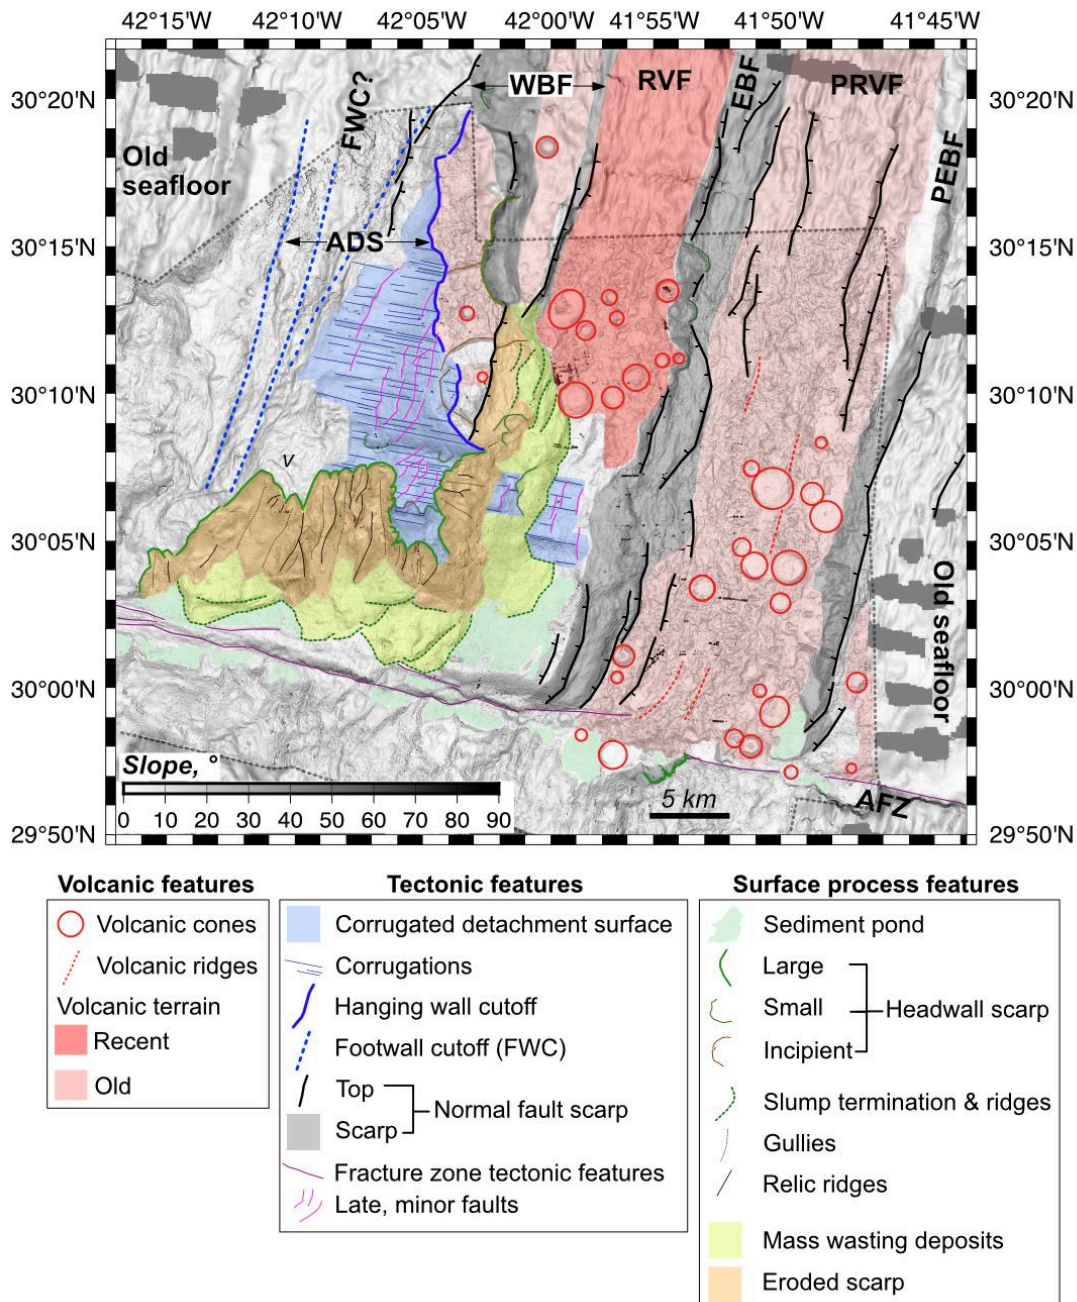 42°15'W 42°10'W 42°05'W 42°00'W 41°55'W 41°50'W 41°45'W
30°20'N
30°15'N
30°10'N
30°05'N
30°00'N
29°50'N
30°20'N
30°15'N
30°10'N
30°05'N
30°00'N
29°50'N
FWC?
WBF
RVF
EBF
PRVF
PEBF
Old
seafloor
ADS
v
Old seafloor
AFZ
Slope, °
0 10 20 30 40 50 60 70 80 90
5 km
Volcanic features
Volcanic cones
Volcanic ridges
Volcanic terrain
Recent
Old
Tectonic features
Corrugated detachment surface
Corrugations
Hanging wall cutoff
Footwall cutoff (FWC)
Top
Normal fault scarp
Scarp
Fracture zone tectonic features
Late, minor faults
Surface process features
Sediment pond
Large
Small
Headwall scarp
Incipient
Slump termination & ridges
Gullies
Relic ridges
Mass wasting deposits
Eroded scarp